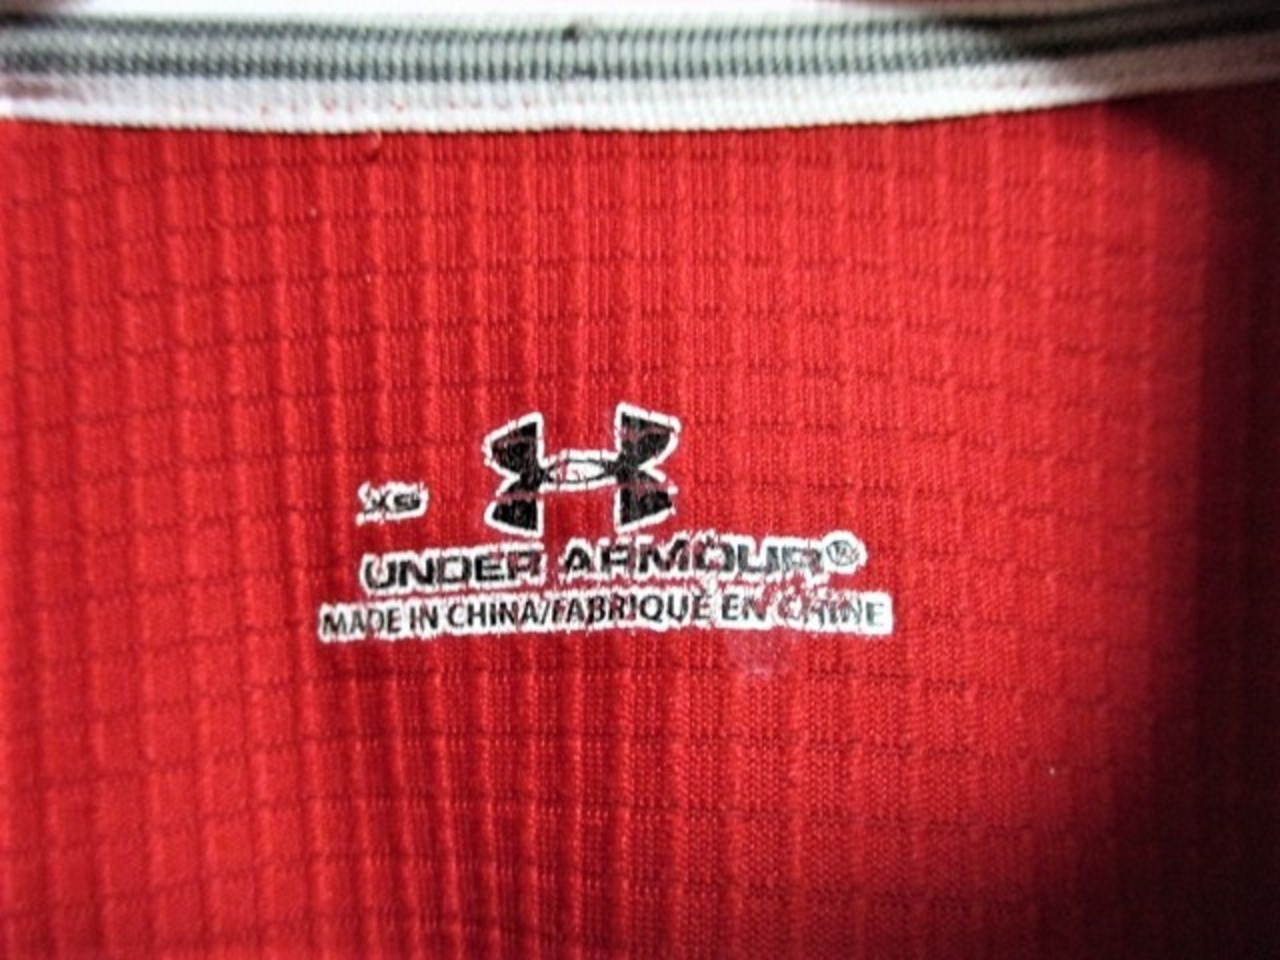 XS
UNDER ARMOUR®
MADE IN CHINA/FABRIQUÉ EN CHINE